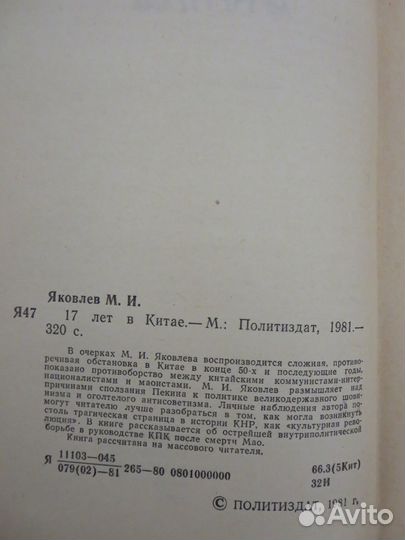 Яковлев М. И.
Я47 17 лет в Китае.— М.: Политиздат, 1981.—
320 с.
В очерках М. И. Яковлева воспроизводится сложная, противо-
речивая обстановка в Китае в конце 50-х и последующие годы,
показано противоборство между китайскими коммунистами-интер-
националистами и маоистами. М. И. Яковлев размышляет над
причинами сползания Пекина к политике великодержавного шови-
низма и оголтелого антисоветизма. Личные наблюдения автора по-
могут читателю лучше разобраться в том, как могла возникнуть
столь трагическая страница в истории КНР, как «культурная рево-
люция». В книге рассказывается об острейшей внутриполитической
борьбе в руководстве КПК после смерти Мао.
Книга рассчитана на массового читателя.
Я 11103—045
079(02)—81 265—80 0801000000
66.3(5Кит)
32И
© ПОЛИТИЗДАТ, 1981 г.
Avito